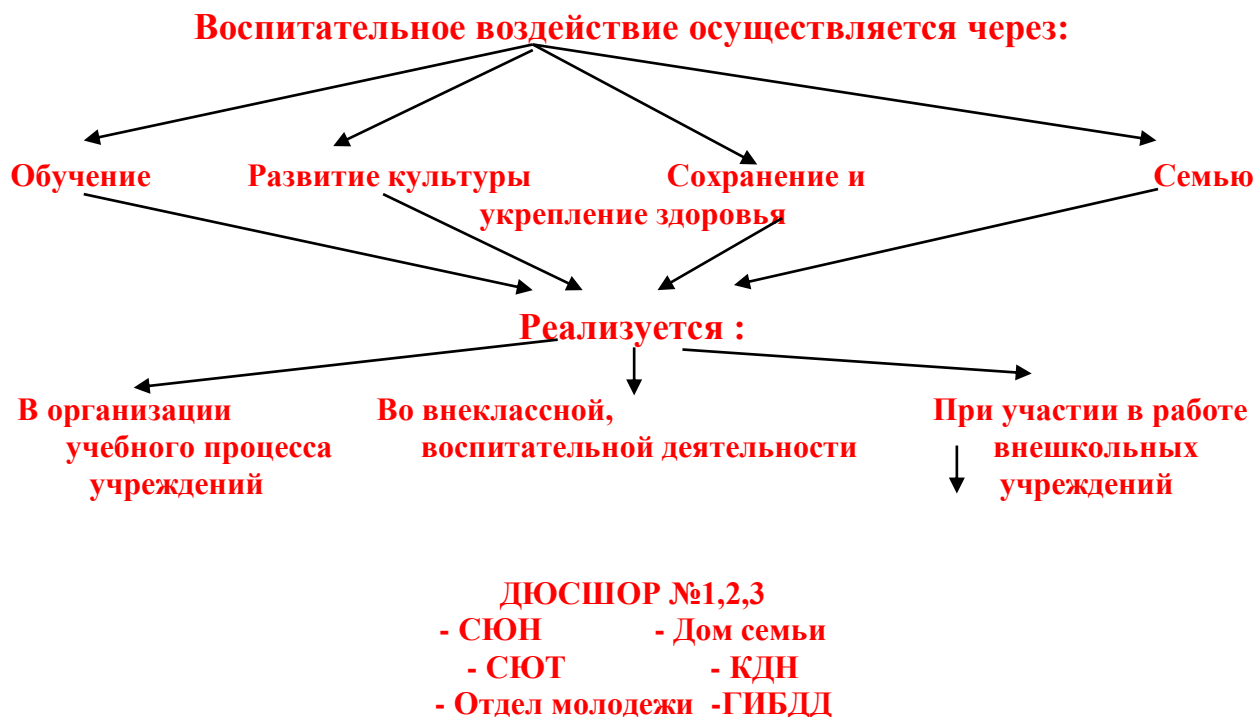 Воспитательное воздействие осуществляется через:
Обучение Развитие культуры Сохранение и Семью
укрепление здоровья
Реализуется :
В организации Во внеклассной, При участии в работе
учебного процесса воспитательной деятельности внешкольных
учреждений учреждений
ДЮСШОР №1,2,3
- СЮН - Дом семьи
- СЮТ - КДН
- Отдел молодежи -ГИБДД